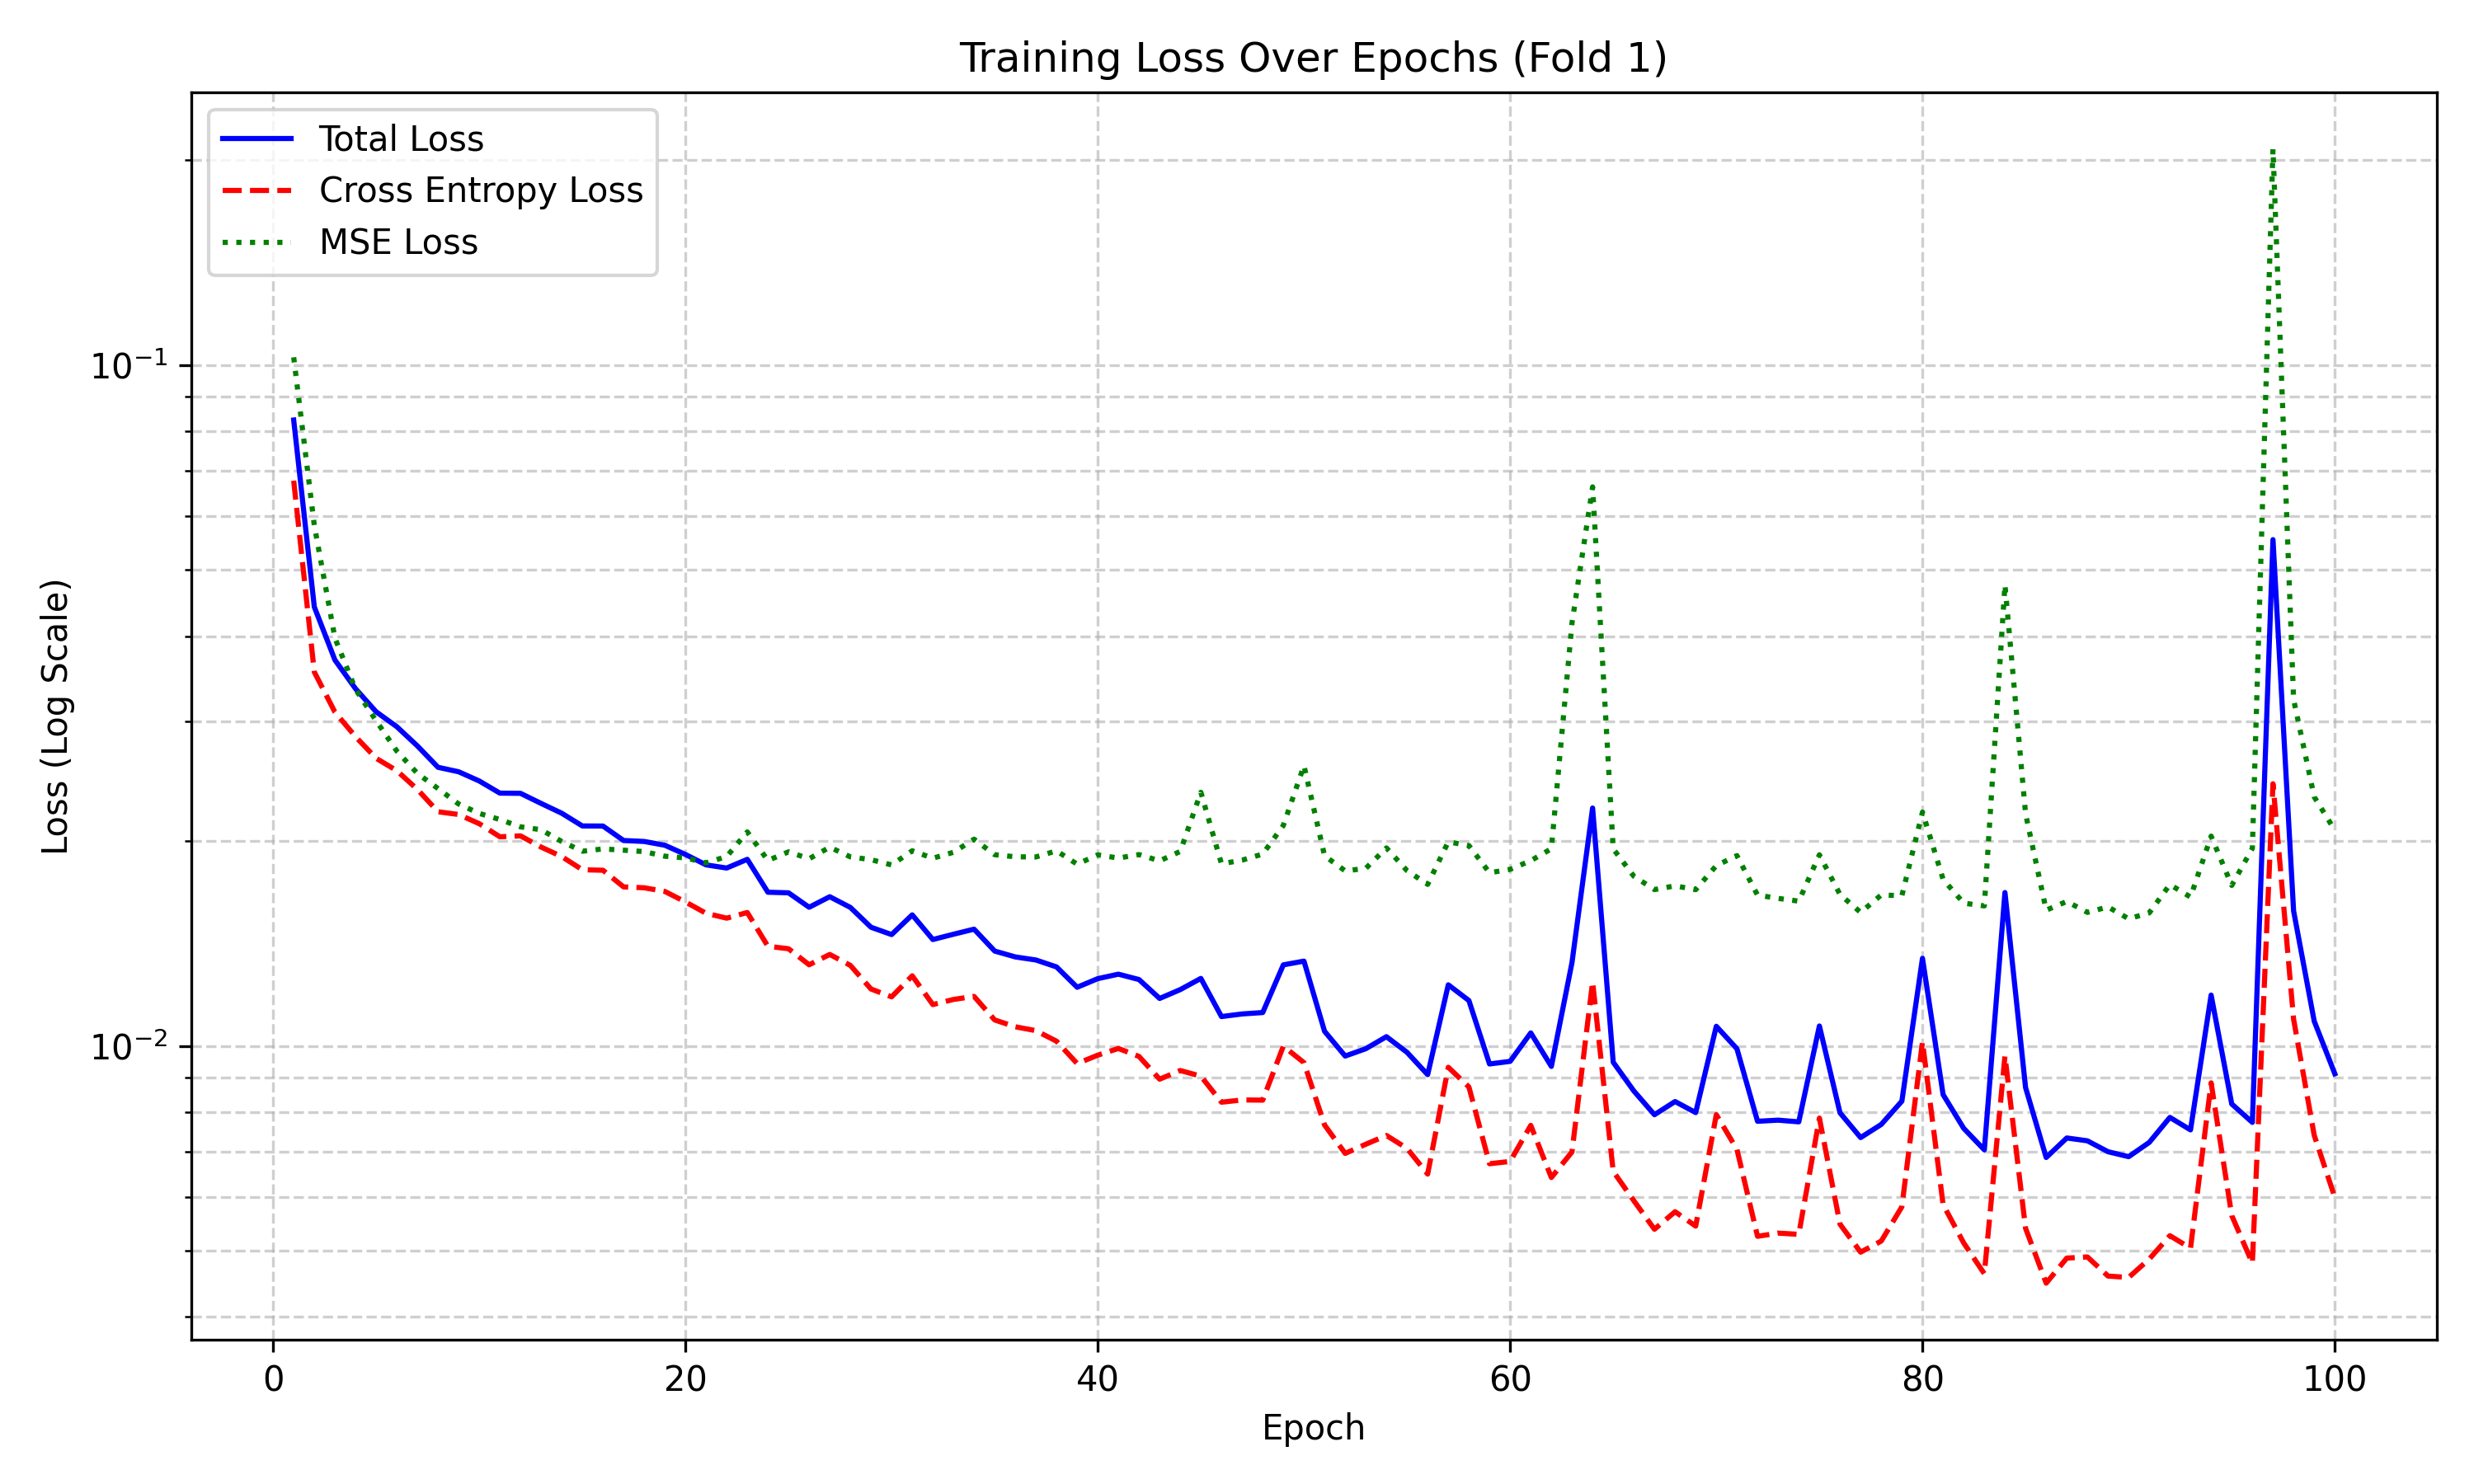 Training Loss Over Epochs (Fold 1)
Total Loss
Cross Entropy Loss
MSE Loss
Loss (Log Scale)
10⁻¹
10⁻²
0 20 40 60 80 100
Epoch